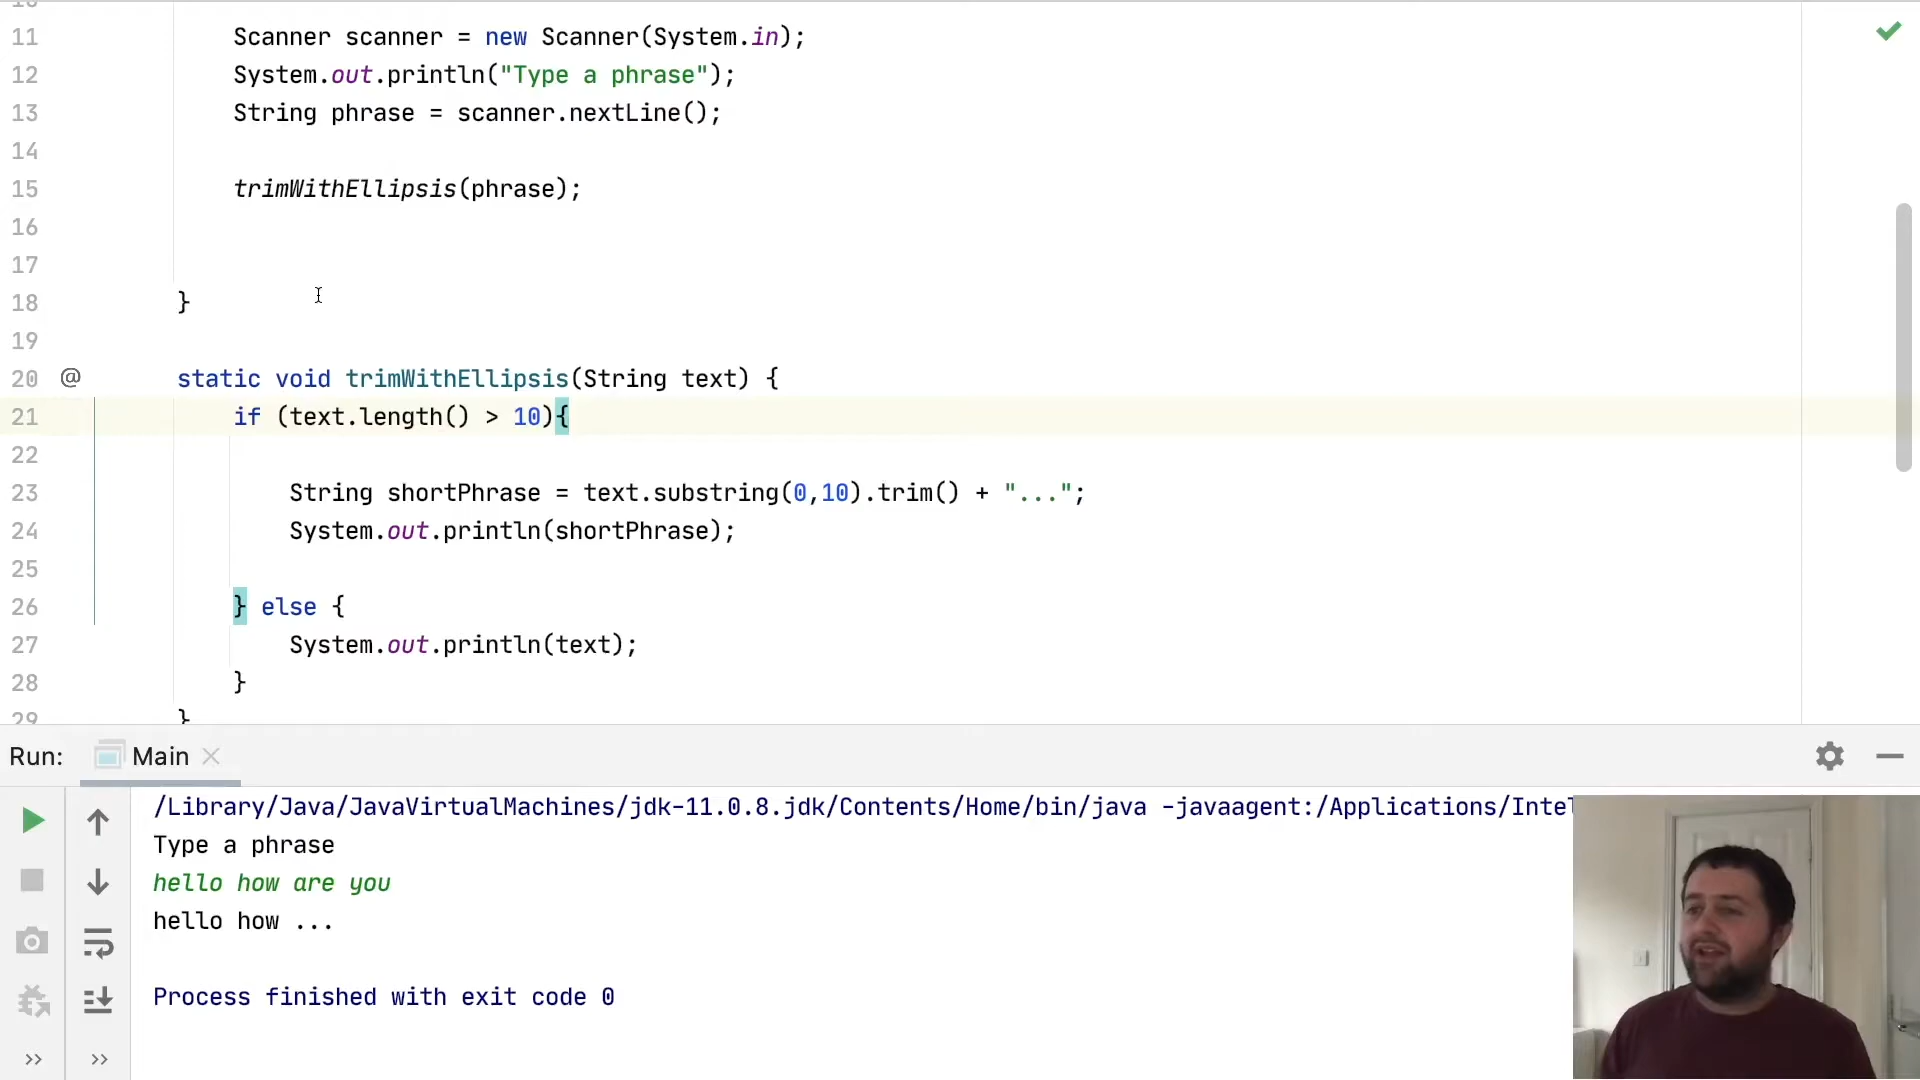 11 Scanner scanner = new Scanner(System.in);
12 System.out.println("Type a phrase");
13 String phrase = scanner.nextLine();
14
15 trimWithEllipsis(phrase);
16
17
18 }
19
20 @ static void trimWithEllipsis(String text) {
21 if (text.length() > 10){
22
23 String shortPhrase = text.substring(0,10).trim() + "...";
24 System.out.println(shortPhrase);
25
26 } else {
27 System.out.println(text);
28 }
29 }
Run: Main
/Library/Java/JavaVirtualMachines/jdk-11.0.8.jdk/Contents/Home/bin/java -javaagent:/Applications/Intel
Type a phrase
hello how are you
hello how ...
Process finished with exit code 0